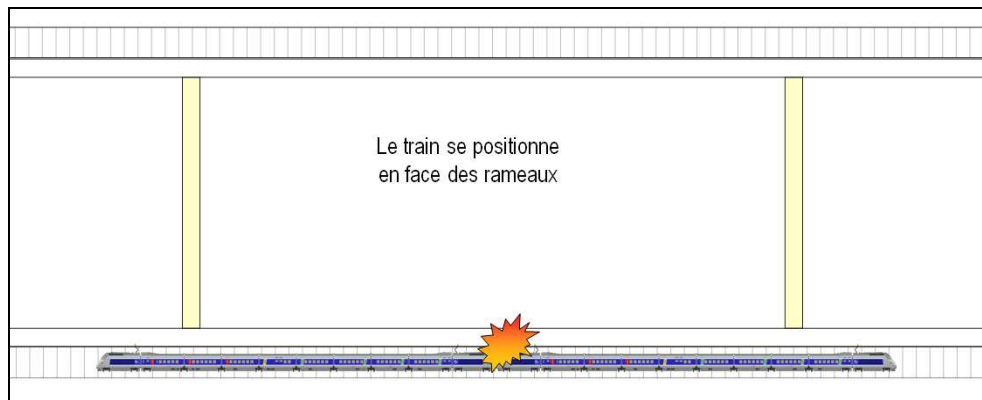 Le train se positionne
en face des rameaux